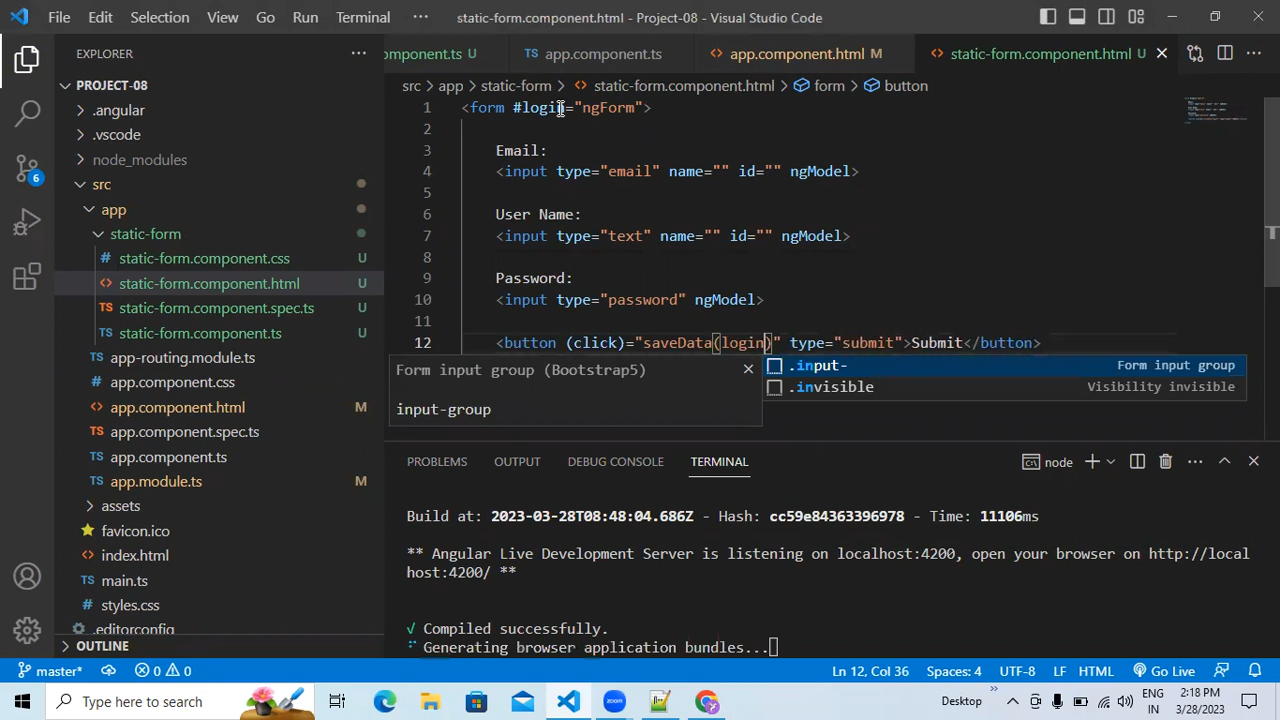 File Edit Selection View Go Run Terminal ··· static-form.component.html - Project-08 - Visual Studio Code
EXPLORER ···
omponent.ts U TS app.component.ts <> app.component.html M <> static-form.component.html U
PROJECT-08
src > app > static-form > <> static-form.component.html > form > button
.angular
.vscode
node_modules
src
app
static-form
# static-form.component.css U
<> static-form.component.html U
TS static-form.component.spec.ts U
TS static-form.component.ts U
TS app-routing.module.ts
# app.component.css
<> app.component.html M
TS app.component.spec.ts
TS app.component.ts
TS app.module.ts M
assets
favicon.ico
<> index.html
TS main.ts
# styles.css
.editorconfig
OUTLINE
6
1 <form #login="ngForm">
2
3 Email:
4 <input type="email" name="" id="" ngModel>
5
6 User Name:
7 <input type="text" name="" id="" ngModel>
8
9 Password:
10 <input type="password" ngModel>
11
12 <button (click)="saveData(login)" type="submit">Submit</button>
Form input group (Bootstrap5)
input-group
.input- Form input group
.invisible Visibility invisible
PROBLEMS OUTPUT DEBUG CONSOLE TERMINAL node
Build at: 2023-03-28T08:48:04.686Z - Hash: cc59e84363396978 - Time: 11106ms
** Angular Live Development Server is listening on localhost:4200, open your browser on http://local
host:4200/ **
√ Compiled successfully.
Generating browser application bundles...
master* 0 0 Ln 12, Col 36 Spaces: 4 UTF-8 LF HTML Go Live
Type here to search
zoom
Desktop
ENG
IN
2:18 PM
3/28/2023